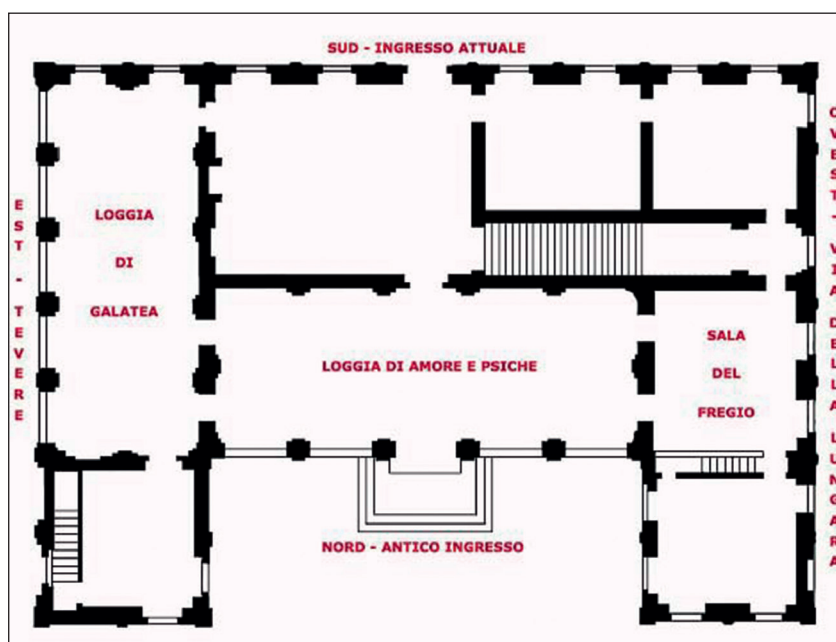 SUD - INGRESSO ATTUALE
EST - TEVERE
LOGGIA
DI
GALATEA
LOGGIA DI AMORE E PSICHE
SALA
DEL
FREGIO
OVEST - VIA DELLA LUNGARA
NORD - ANTICO INGRESSO